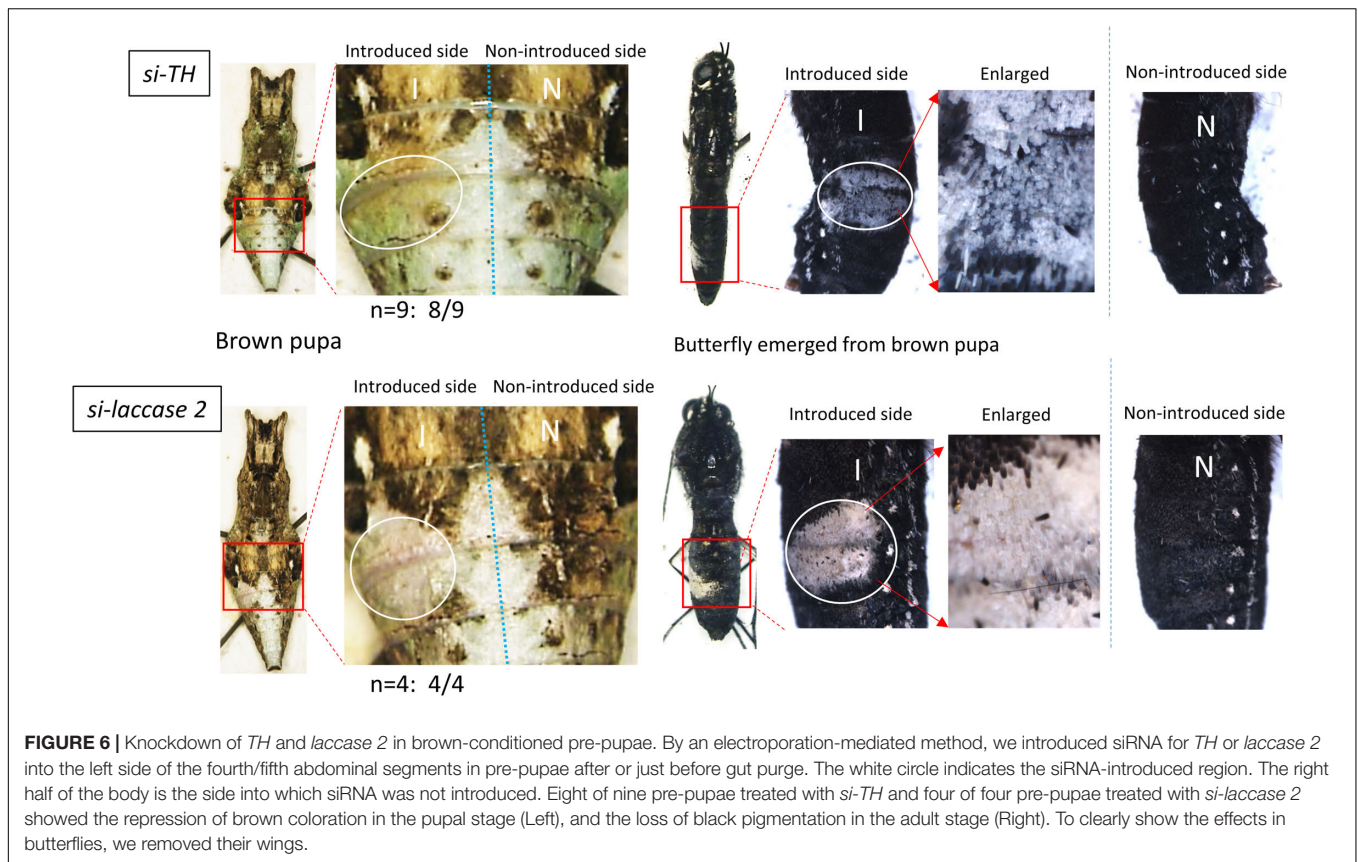 si-TH
Introduced side Non-introduced side
I N
n=9: 8/9
Brown pupa
Introduced side Enlarged Non-introduced side
I N
Butterfly emerged from brown pupa
si-laccase 2
Introduced side Non-introduced side
I N
n=4: 4/4
Introduced side Enlarged Non-introduced side
I N
FIGURE 6 | Knockdown of TH and laccase 2 in brown-conditioned pre-pupae. By an electroporation-mediated method, we introduced siRNA for TH or laccase 2
into the left side of the fourth/fifth abdominal segments in pre-pupae after or just before gut purge. The white circle indicates the siRNA-introduced region. The right
half of the body is the side into which siRNA was not introduced. Eight of nine pre-pupae treated with si-TH and four of four pre-pupae treated with si-laccase 2
showed the repression of brown coloration in the pupal stage (Left), and the loss of black pigmentation in the adult stage (Right). To clearly show the effects in
butterflies, we removed their wings.